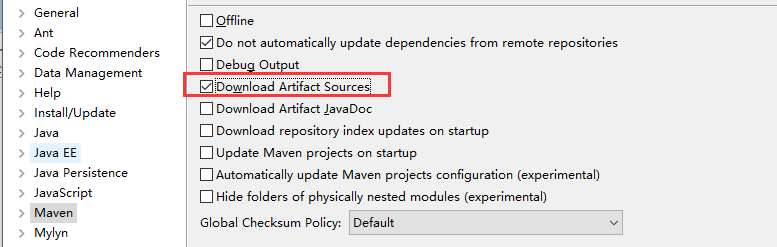 General
Ant
Code Recommenders
Data Management
Help
Install/Update
Java
Java EE
Java Persistence
JavaScript
Maven
Mylyn
Offline
Do not automatically update dependencies from remote repositories
Debug Output
Download Artifact Sources
Download Artifact JavaDoc
Download repository index updates on startup
Update Maven projects on startup
Automatically update Maven projects configuration (experimental)
Hide folders of physically nested modules (experimental)
Global Checksum Policy: Default